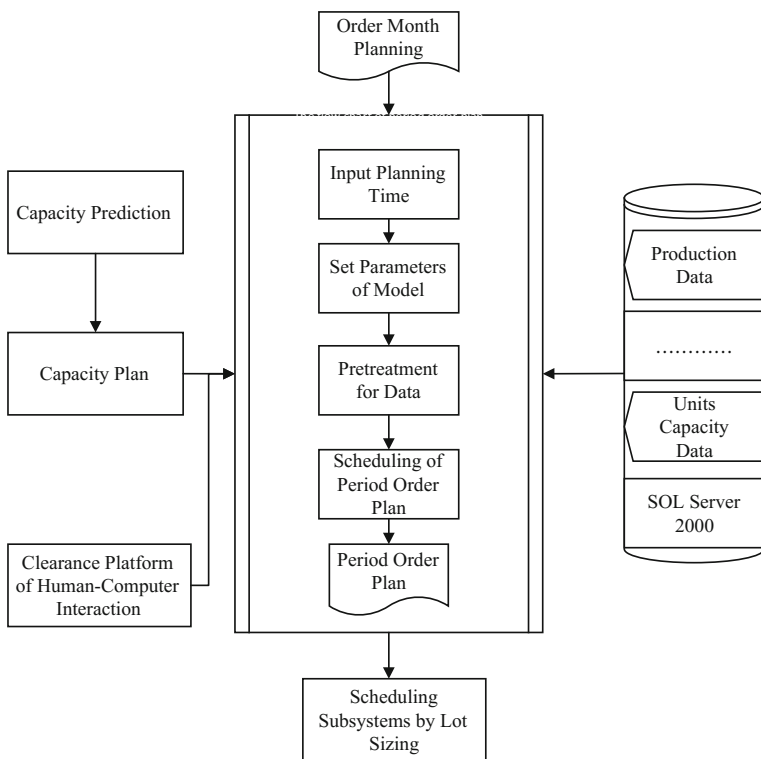 Order Month
Planning
Input Planning
Time
Set Parameters
of Model
Pretreatment
for Data
Scheduling of
Period Order
Plan
Period Order
Plan
Capacity Prediction
Capacity Plan
Clearance Platform
of Human-Computer
Interaction
Production
Data
............
Units
Capacity
Data
SOL Server
2000
Scheduling
Subsystems by Lot
Sizing